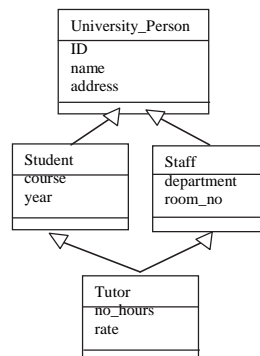 University_Person
ID
name
address
Student
course
year
Staff
department
room_no
Tutor
no_hours
rate